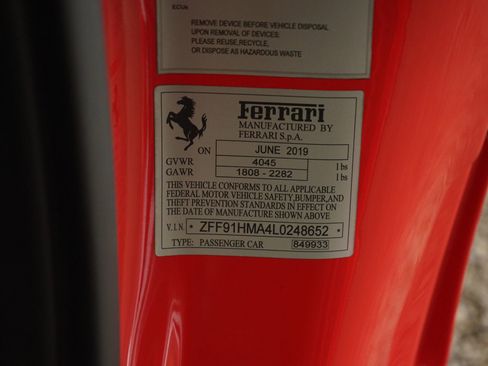 ECU/s
REMOVE DEVICE BEFORE VEHICLE DISPOSAL
UPON REMOVAL OF DEVICES:
PLEASE REUSE,RECYCLE,
OR DISPOSE AS HAZARDOUS WASTE
Ferrari
MANUFACTURED BY
FERRARI S.p.A.
ON JUNE 2019
GVWR 4045 lbs
GAWR 1808 - 2282 lbs
THIS VEHICLE CONFORMS TO ALL APPLICABLE
FEDERAL MOTOR VEHICLE SAFETY,BUMPER,AND
THEFT PREVENTION STANDARDS IN EFFECT ON
THE DATE OF MANUFACTURE SHOWN ABOVE
V.I.N. * ZFF91HMA4L0248652 *
TYPE: PASSENGER CAR 849933